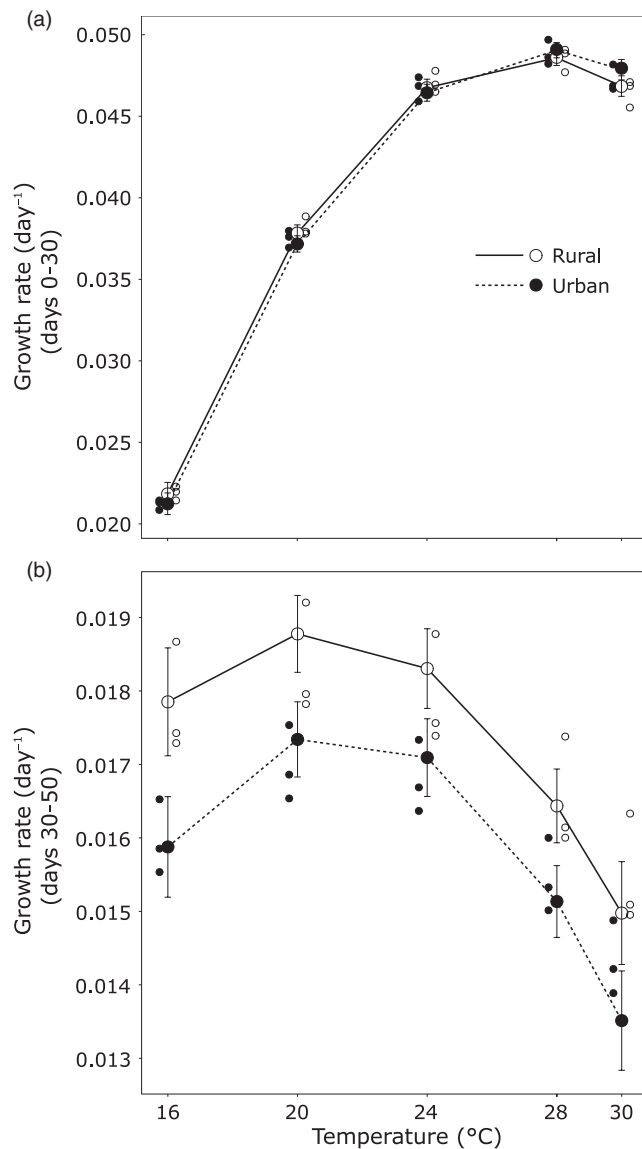 (a)
0.050
0.045
0.040
0.036
0.030
0.025
0.020
Growth rate (day⁻¹)
(days 0-30)
Rural
Urban
(b)
0.019
0.018
0.017
0.016
0.015
0.014
0.013
Growth rate (day⁻¹)
(days 30-50)
16
20
24
28
30
Temperature (°C)